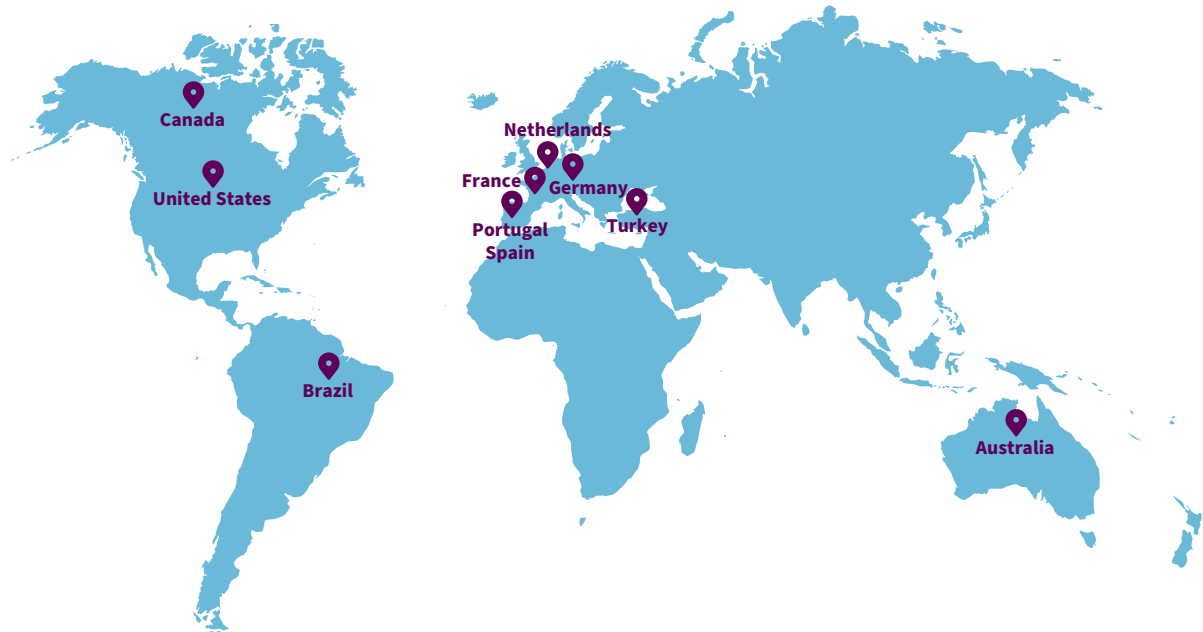 Canada
United States
Netherlands
France
Germany
Portugal
Spain
Turkey
Brazil
Australia